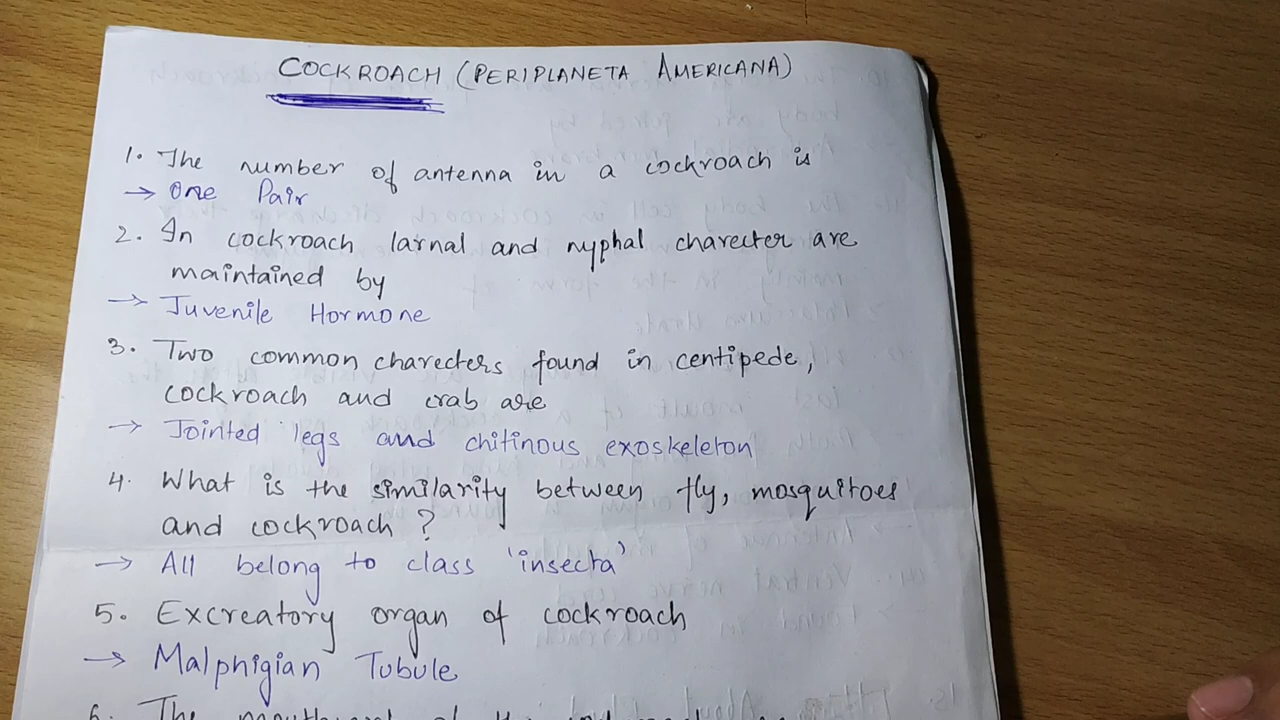 COCKROACH (PERIPLANETA AMERICANA)
1. The number of antenna in a cockroach is
→ One Pair
2. In cockroach larnal and nyphal charecter are
maintained by
→ Juvenile Hormone
3. Two common charecters found in centipede,
cockroach and crab are
→ Jointed legs and chitinous exoskeleton
4. What is the similarity between fly, mosquitoes
and cockroach ?
→ All belong to class 'insecta'
5. Excreatory organ of cockroach
→ Malphigian Tubule
6. The